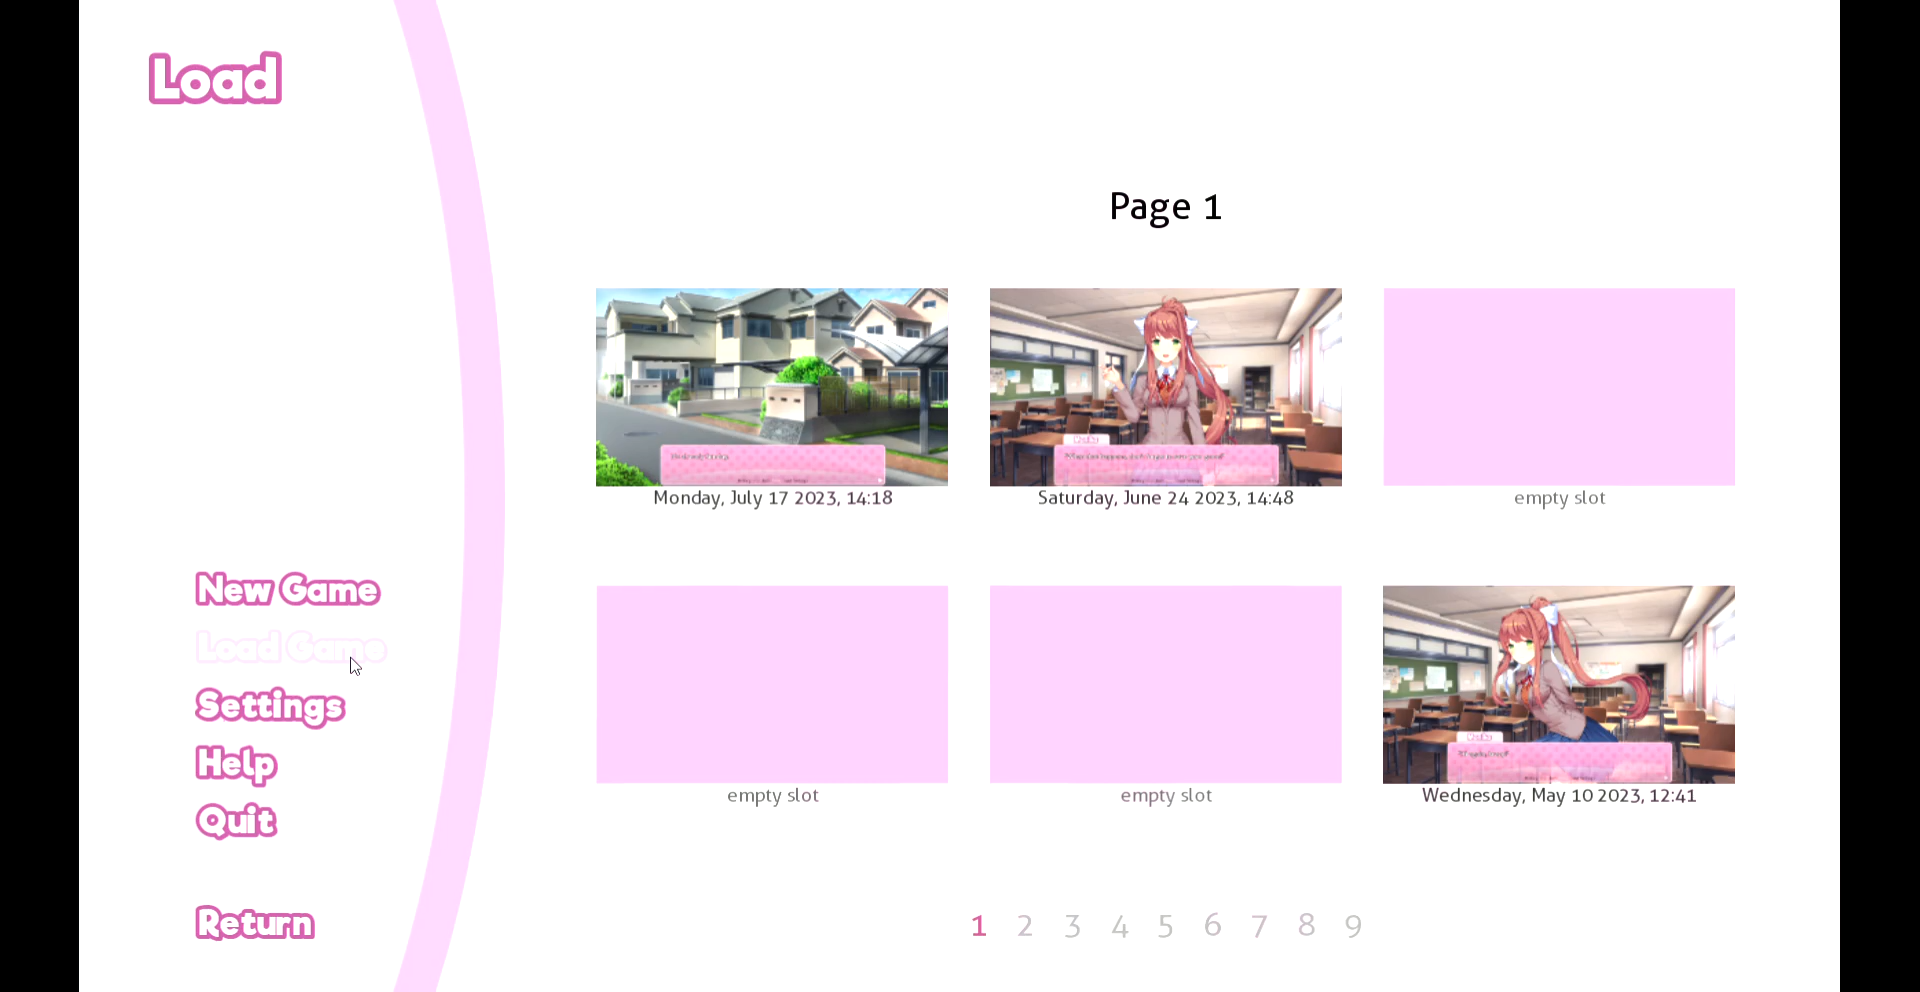 Load
Page 1
Monday, July 17 2023, 14:18
Saturday, June 24 2023, 14:48
empty slot
New Game
Load Game
Settings
Help
Quit
empty slot
empty slot
Wednesday, May 10 2023, 12:41
Return
1 2 3 4 5 6 7 8 9